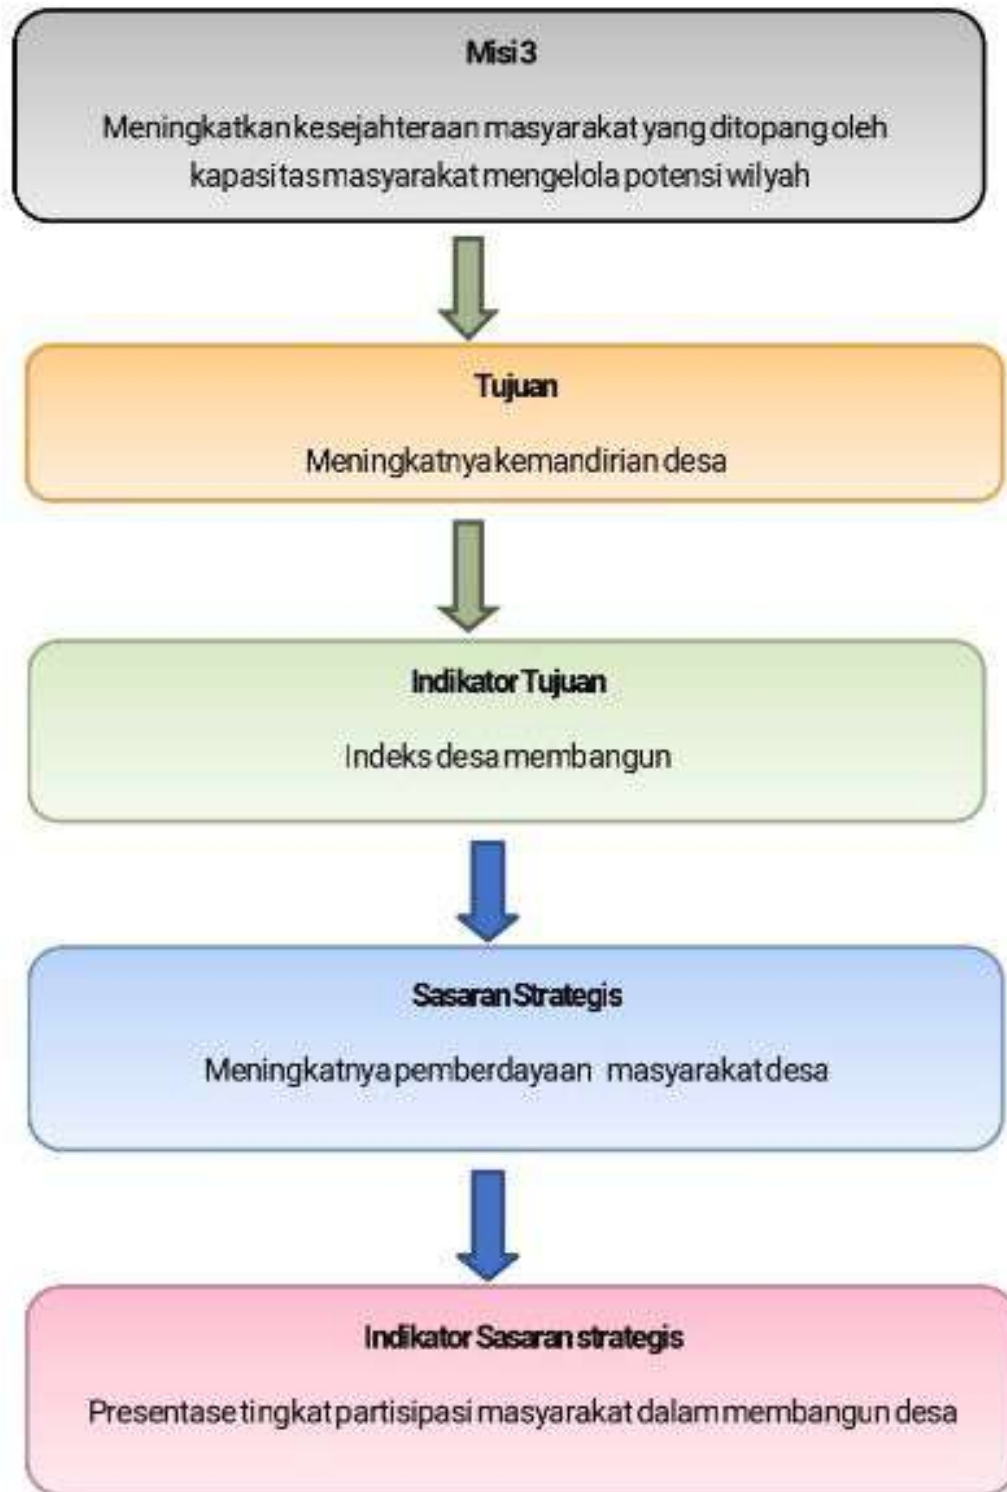 Misi 3
Meningkatkan kesejahteraan masyarakat yang ditopang oleh
kapasitas masyarakat mengelola potensi wilyah
Tujuan
Meningkatnya kemandirian desa
Indikator Tujuan
Indeks desa membangun
Sasaran Strategis
Meningkatnya pemberdayaan masyarakat desa
Indikator Sasaran strategis
Presentase tingkat partisipasi masyarakat dalam membangun desa